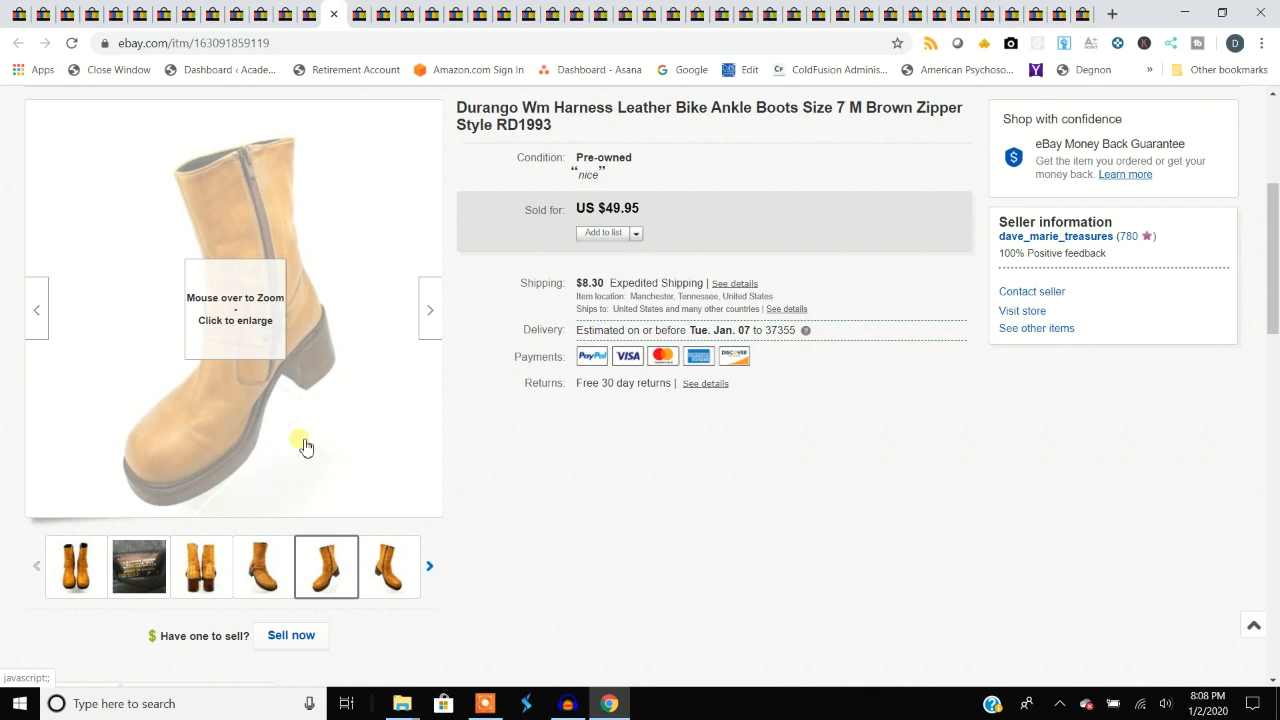 ebay.com/itm/163091859119
D
Apps
Close Window
Dashboard ‹ Acade...
Retirement Account
Amazon.com Sign In
Dashboard - Asana
Google
Edit
CF
ColdFusion Adminis...
American Psychoso...
Degnon
»
Other bookmarks
Durango Wm Harness Leather Bike Ankle Boots Size 7 M Brown Zipper
Style RD1993
Condition: Pre-owned
“nice”
Sold for: US $49.95
Add to list
Shipping: $8.30 Expedited Shipping | See details
Item location: Manchester, Tennessee, United States
Ships to: United States and many other countries | See details
Delivery: Estimated on or before Tue. Jan. 07 to 37355
Payments: PayPal VISA MasterCard DISCOVER
Returns: Free 30 day returns | See details
Shop with confidence
eBay Money Back Guarantee
Get the item you ordered or get your
money back. Learn more
Seller information
dave_marie_treasures (780 ★)
100% Positive feedback
Contact seller
Visit store
See other items
Mouse over to Zoom
-
Click to enlarge
$ Have one to sell? Sell now
javascript:;
Type here to search
8:08 PM
1/2/2020